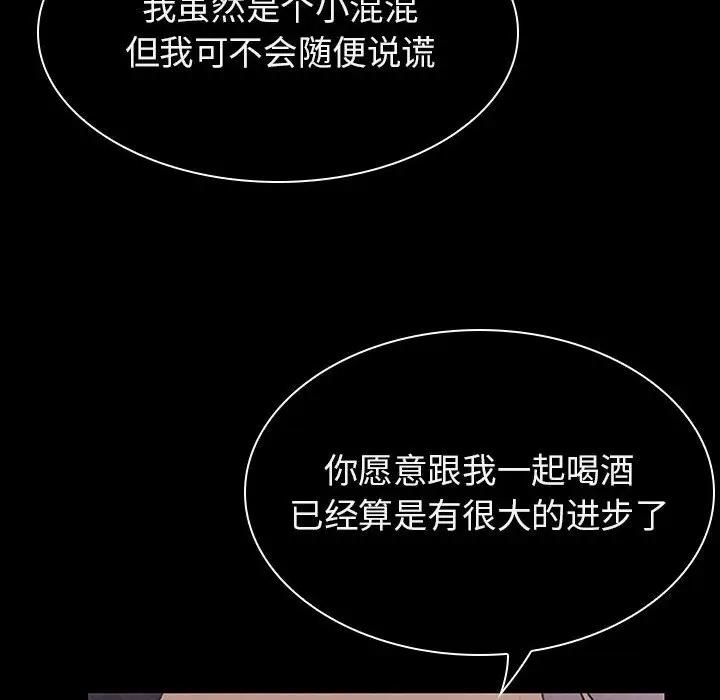 我虽然是个小混混
但我可不会随便说谎
你愿意跟我一起喝酒
已经算是有很大的进步了